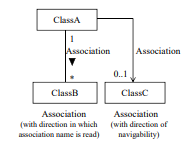 ClassA
1
Association
Association
*
0..1
ClassB
ClassC
Association
(with direction in which
association name is read)
Association
(with direction of
navigability)